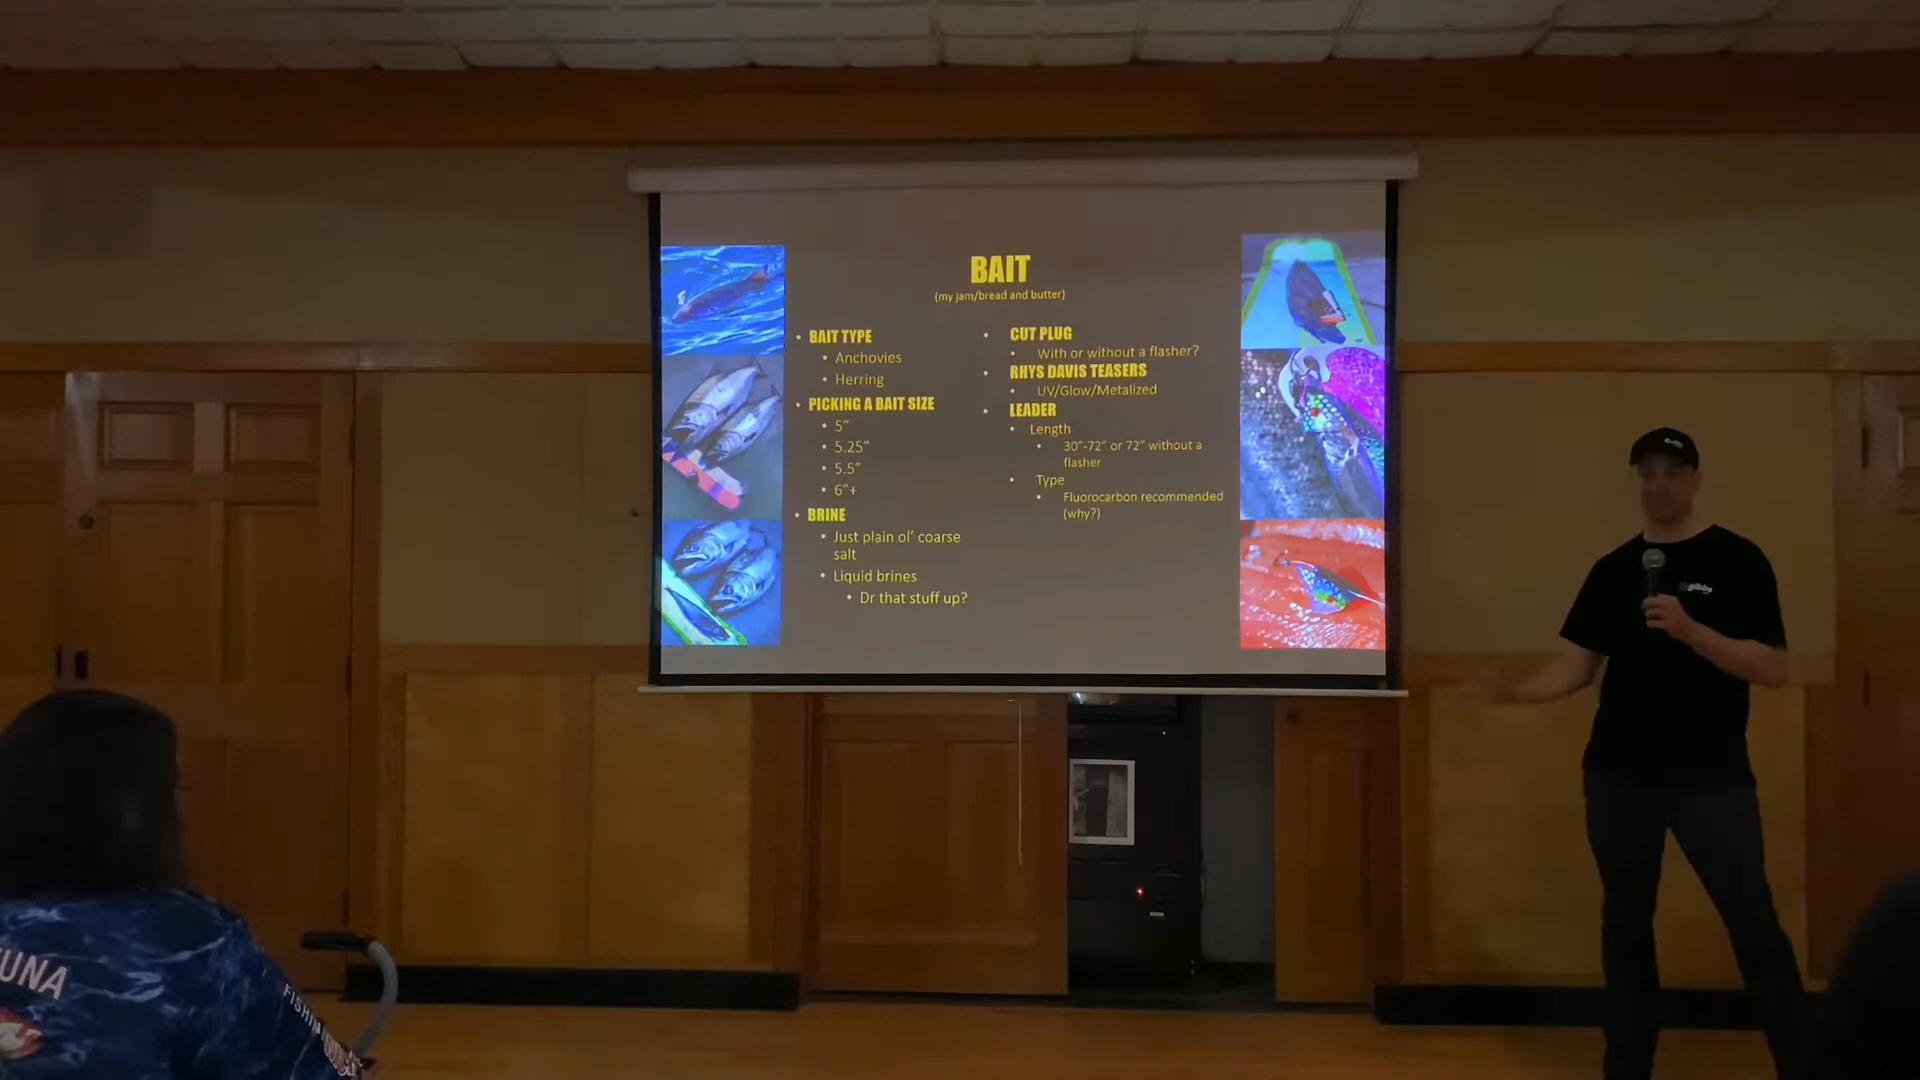 BAIT
(my jam/bread and butter)
• BAIT TYPE
• Anchovies
• Herring
• PICKING A BAIT SIZE
• 5”
• 5.25”
• 5.5”
• 6”+
• BRINE
• Just plain ol’ coarse
salt
• Liquid brines
• Dr that stuff up?
• CUT PLUG
• With or without a flasher?
• RHYS DAVIS TEASERS
• UV/Glow/Metalized
• LEADER
• Length
• 30”-72” or 72” without a
flasher
• Type
• Fluorocarbon recommended
(why?)